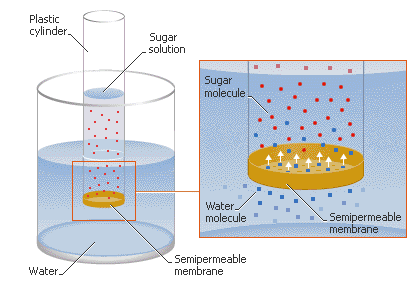 Plastic
cylinder
Sugar
solution
Water
Semipermeable
membrane
Sugar
molecule
Water
molecule
Semipermeable
membrane